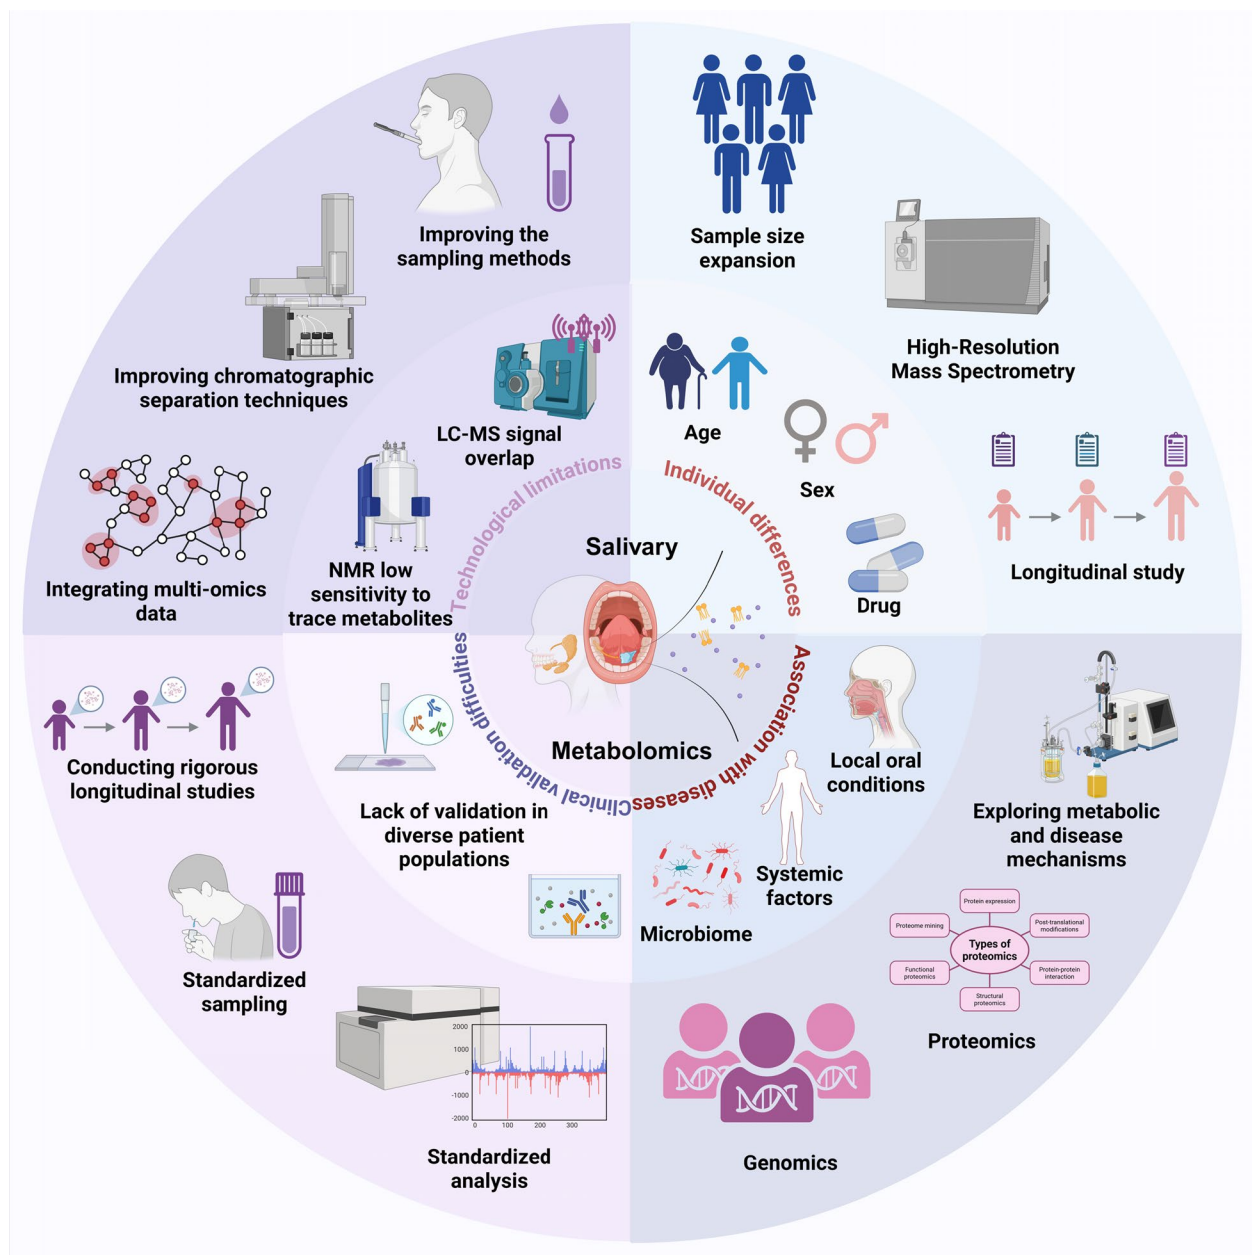 Improving the
sampling methods
Sample size
expansion
High-Resolution
Mass Spectrometry
Improving chromatographic
separation techniques
LC-MS signal
overlap
Age
Sex
Drug
Longitudinal study
Integrating multi-omics
data
NMR low
sensitivity to
trace metabolites
Technological limitations
Individual differences
Salivary
Metabolomics
Clinical validation difficulties
Association with diseases
Conducting rigorous
longitudinal studies
Lack of validation in
diverse patient
populations
Local oral
conditions
Systemic
factors
Microbiome
Exploring metabolic
and disease
mechanisms
Standardized
sampling
Protein expression
Proteome mining
Post-translational
modifications
Types of
proteomics
Functional
proteomics
Protein-protein
interaction
Structural
proteomics
Proteomics
2000
1000
0
-1000
-2000
0 100 200 300
Standardized
analysis
Genomics